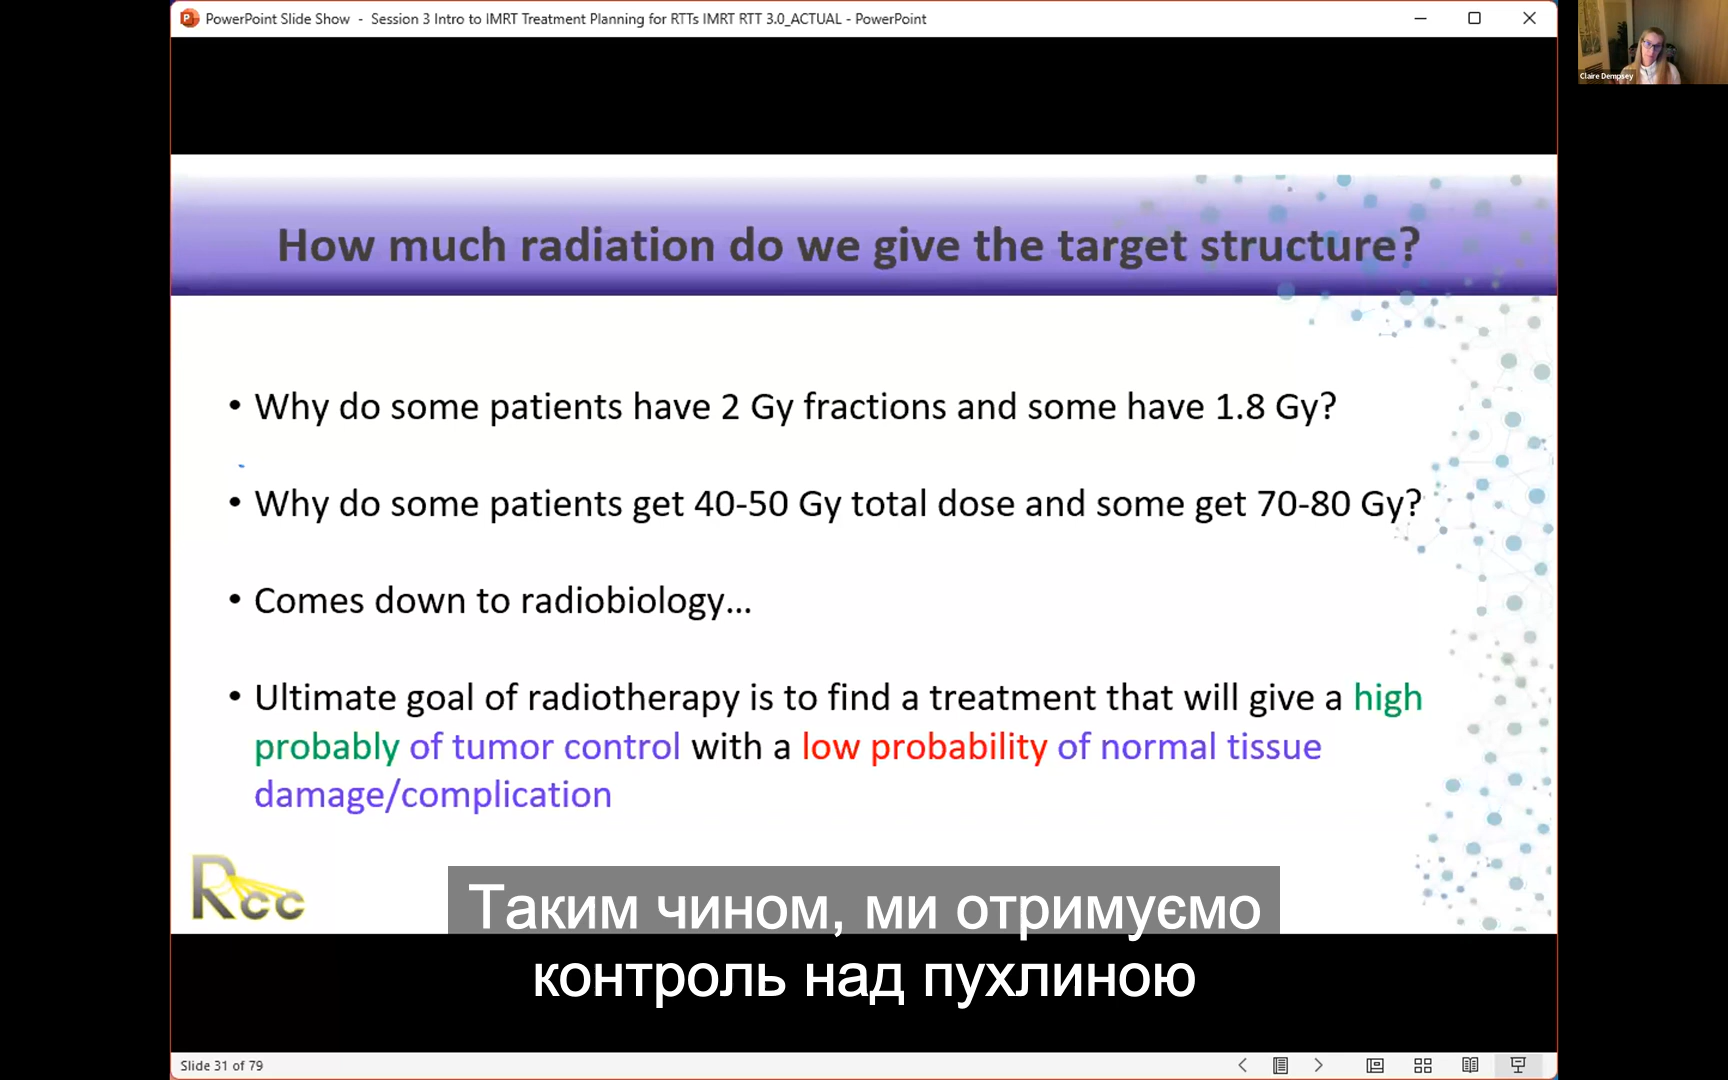 PowerPoint Slide Show - Session 3 Intro to IMRT Treatment Planning for RTTs IMRT RTT 3.0_ACTUAL - PowerPoint
Claire Dempsey
How much radiation do we give the target structure?
• Why do some patients have 2 Gy fractions and some have 1.8 Gy?
• Why do some patients get 40-50 Gy total dose and some get 70-80 Gy?
• Comes down to radiobiology...
• Ultimate goal of radiotherapy is to find a treatment that will give a high
probably of tumor control with a low probability of normal tissue
damage/complication
Rcc
Таким чином, ми отримуємо
контроль над пухлиною
Slide 31 of 79